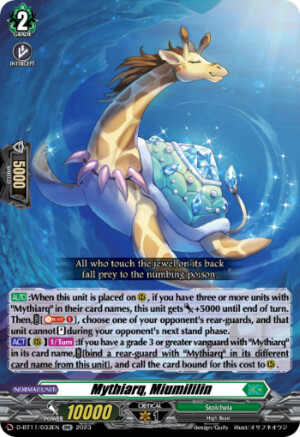 2
GRADE
INTERCEPT
5000
SHIELD
All who touch the jewel on its back
fall prey to the numbing poison.
AUTO :When this unit is placed on , if you have three or more units with
"Mythiarq" in their card names, this unit gets +5000 until end of turn.
Then, [ ], choose one of your opponent's rear-guards, and that
unit cannot during your opponent's next stand phase.
ACT 1/Turn :If you have a grade 3 or greater vanguard with "Mythiarq"
in its card name, [bind a rear-guard with "Mythiarq" in its different
card name from this unit], and call the card bound for this cost to .
NORMAL UNIT
Mythiarq, Miumilliln
POWER
10000
CRITICAL
1
Stoicheia
High Beast
D-BT11/033EN
2023